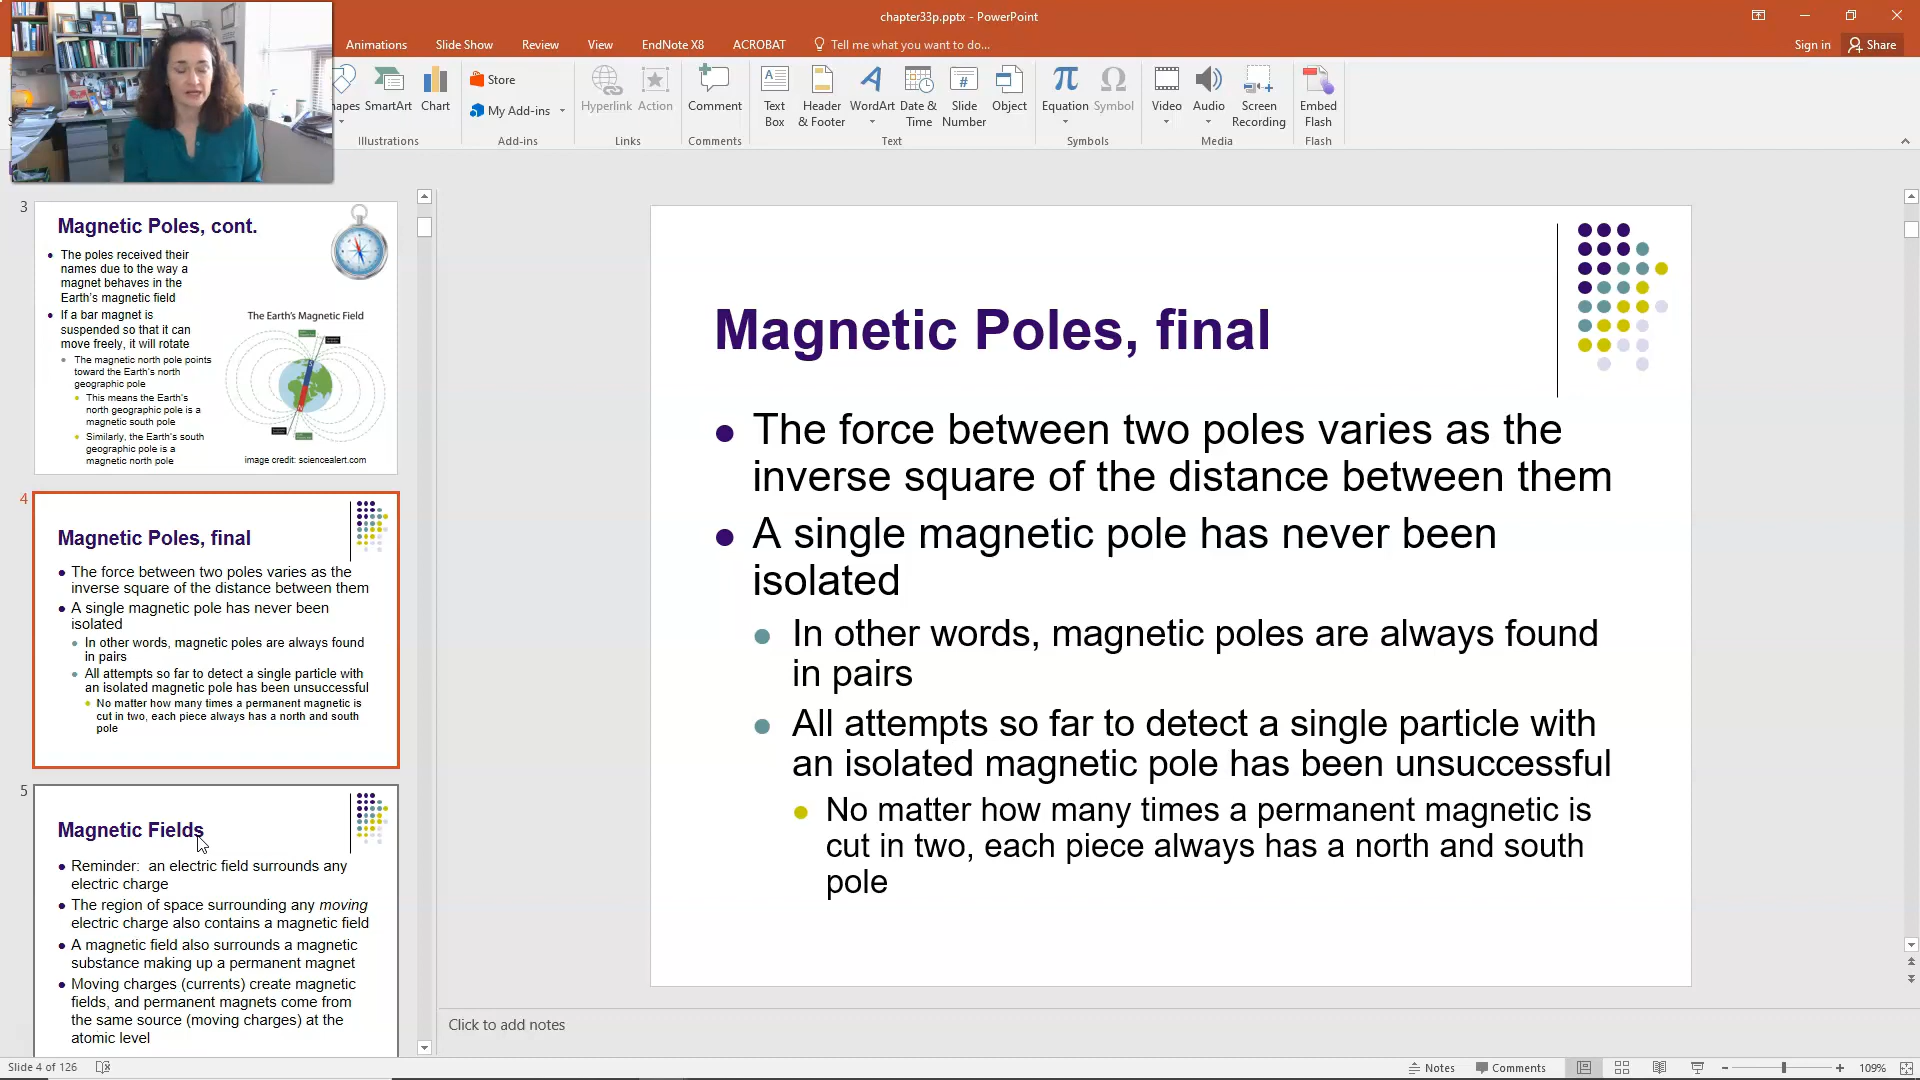 chapter33p.pptx - PowerPoint
Animations Slide Show Review View EndNote X8 ACROBAT Tell me what you want to do... Sign in Share
apes SmartArt Chart
Illustrations
Store
My Add-ins
Add-ins
Hyperlink Action
Links
Comment
Comments
Text Box
Header & Footer
WordArt
Date & Time
Slide Number
Object
Text
Equation Symbol
Symbols
Video Audio Screen Recording
Media
Embed Flash
Flash
3
Magnetic Poles, cont.
The poles received their
names due to the way a
magnet behaves in the
Earth's magnetic field
If a bar magnet is
suspended so that it can
move freely, it will rotate
The magnetic north pole points
toward the Earth's north
geographic pole
This means the Earth's
north geographic pole is a
magnetic south pole
Similarly, the Earth's south
geographic pole is a
magnetic north pole
The Earth's Magnetic Field
image credit: sciencealert.com
4
Magnetic Poles, final
The force between two poles varies as the
inverse square of the distance between them
A single magnetic pole has never been
isolated
In other words, magnetic poles are always found
in pairs
All attempts so far to detect a single particle with
an isolated magnetic pole has been unsuccessful
No matter how many times a permanent magnetic is
cut in two, each piece always has a north and south
pole
5
Magnetic Fields
Reminder: an electric field surrounds any
electric charge
The region of space surrounding any moving
electric charge also contains a magnetic field
A magnetic field also surrounds a magnetic
substance making up a permanent magnet
Moving charges (currents) create magnetic
fields, and permanent magnets come from
the same source (moving charges) at the
atomic level
Magnetic Poles, final
The force between two poles varies as the
inverse square of the distance between them
A single magnetic pole has never been
isolated
In other words, magnetic poles are always found
in pairs
All attempts so far to detect a single particle with
an isolated magnetic pole has been unsuccessful
No matter how many times a permanent magnetic is
cut in two, each piece always has a north and south
pole
Click to add notes
Slide 4 of 126
Notes Comments 109%